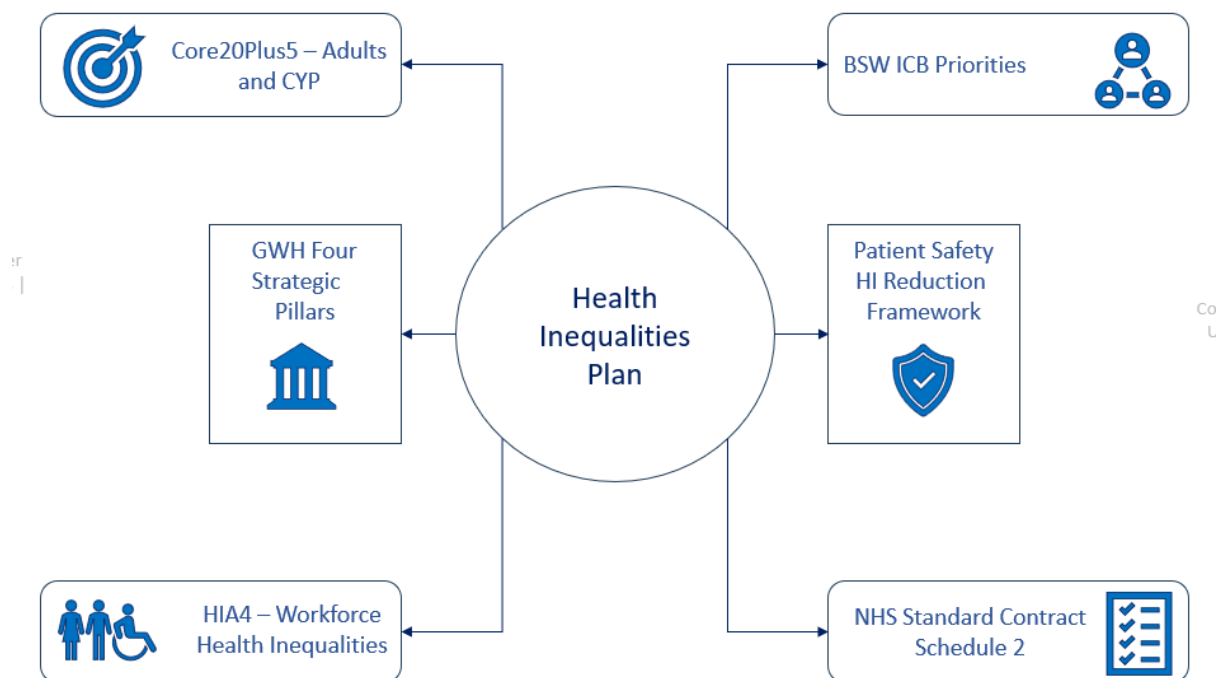 Core20Plus5 – Adults
and CYP
BSW ICB Priorities
GWH Four
Strategic
Pillars
Health
Inequalities
Plan
Patient Safety
HI Reduction
Framework
HIA4 – Workforce
Health Inequalities
NHS Standard Contract
Schedule 2